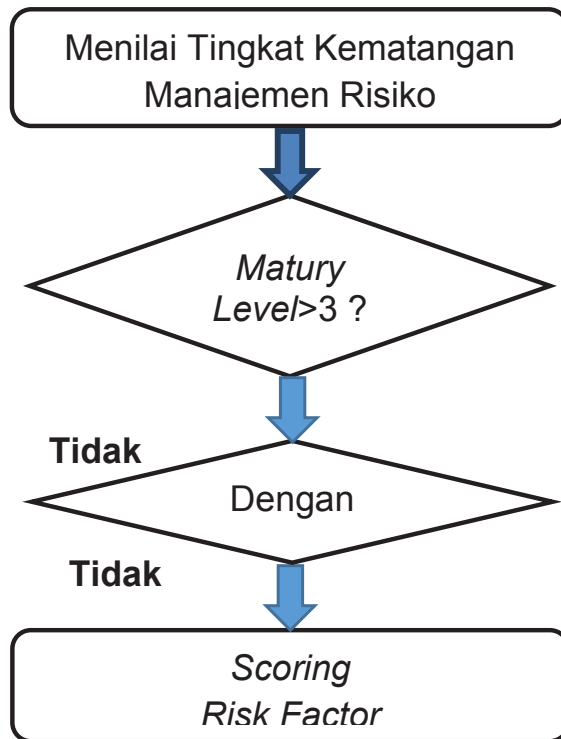 Menilai Tingkat Kematangan
Manajemen Risiko
Matury
Level>3 ?
Tidak
Dengan
Tidak
Scoring
Risk Factor